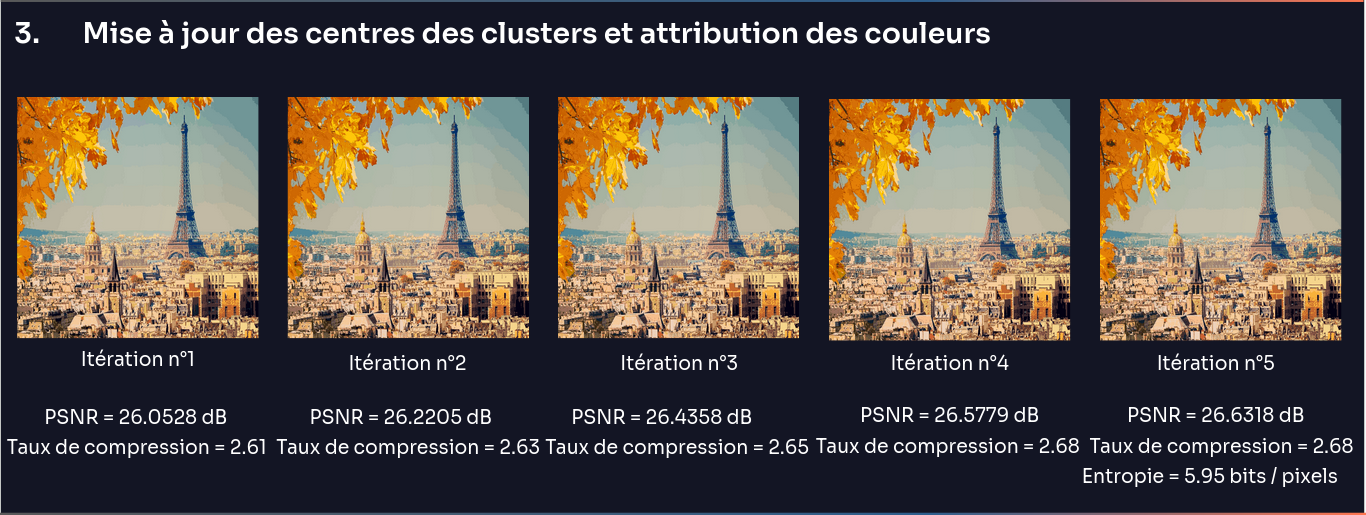 3. Mise à jour des centres des clusters et attribution des couleurs
Itération n°1
PSNR = 26.0528 dB
Taux de compression = 2.61
Itération n°2
PSNR = 26.2205 dB
Taux de compression = 2.63
Itération n°3
PSNR = 26.4358 dB
Taux de compression = 2.65
Itération n°4
PSNR = 26.5779 dB
Taux de compression = 2.68
Itération n°5
PSNR = 26.6318 dB
Taux de compression = 2.68
Entropie = 5.95 bits / pixels